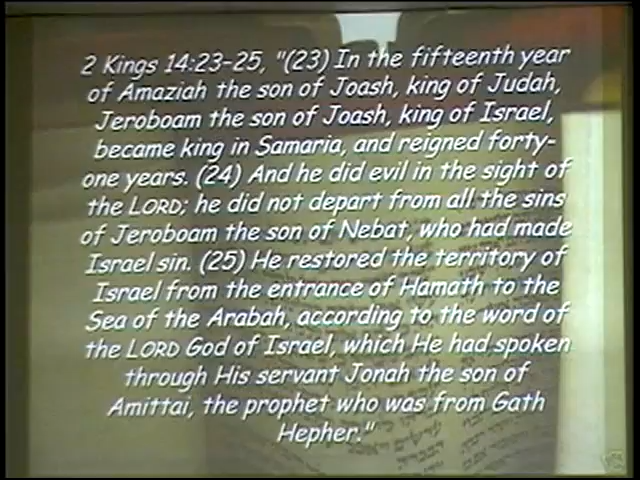 2 Kings 14:23-25, "(23) In the fifteenth year
of Amaziah the son of Joash, king of Judah,
Jeroboam the son of Joash, king of Israel,
became king in Samaria, and reigned forty-
one years. (24) And he did evil in the sight of
the LORD; he did not depart from all the sins
of Jeroboam the son of Nebat, who had made
Israel sin. (25) He restored the territory of
Israel from the entrance of Hamath to the
Sea of the Arabah, according to the word of
the LORD God of Israel, which He had spoken
through His servant Jonah the son of
Amittai, the prophet who was from Gath
Hepher."